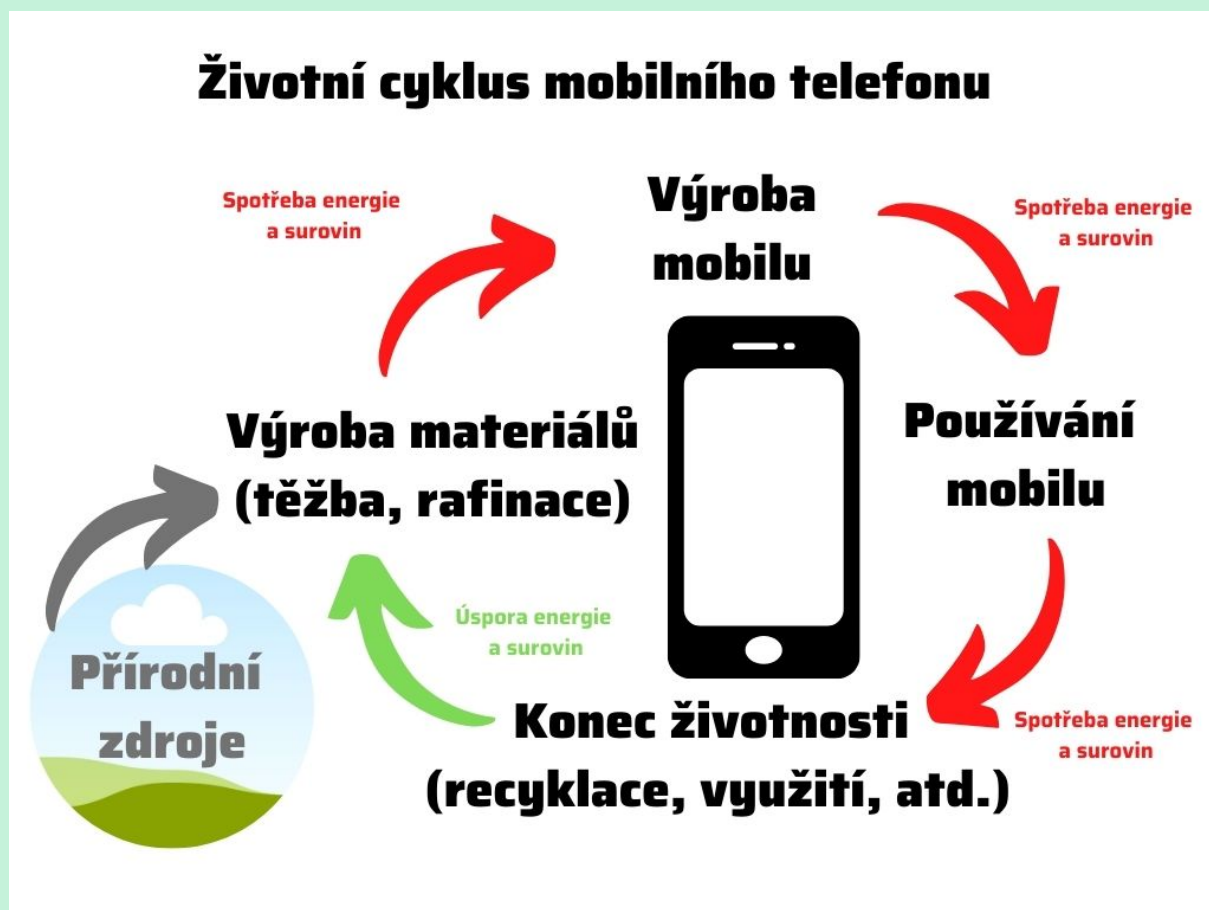 Životní cyklus mobilního telefonu
Spotřeba energie
a surovin
Výroba
mobilu
Spotřeba energie
a surovin
Výroba materiálů
(těžba, rafinace)
Používání
mobilu
Úspora energie
a surovin
Přírodní
zdroje
Konec životnosti
(recyklace, využití, atd.)
Spotřeba energie
a surovin